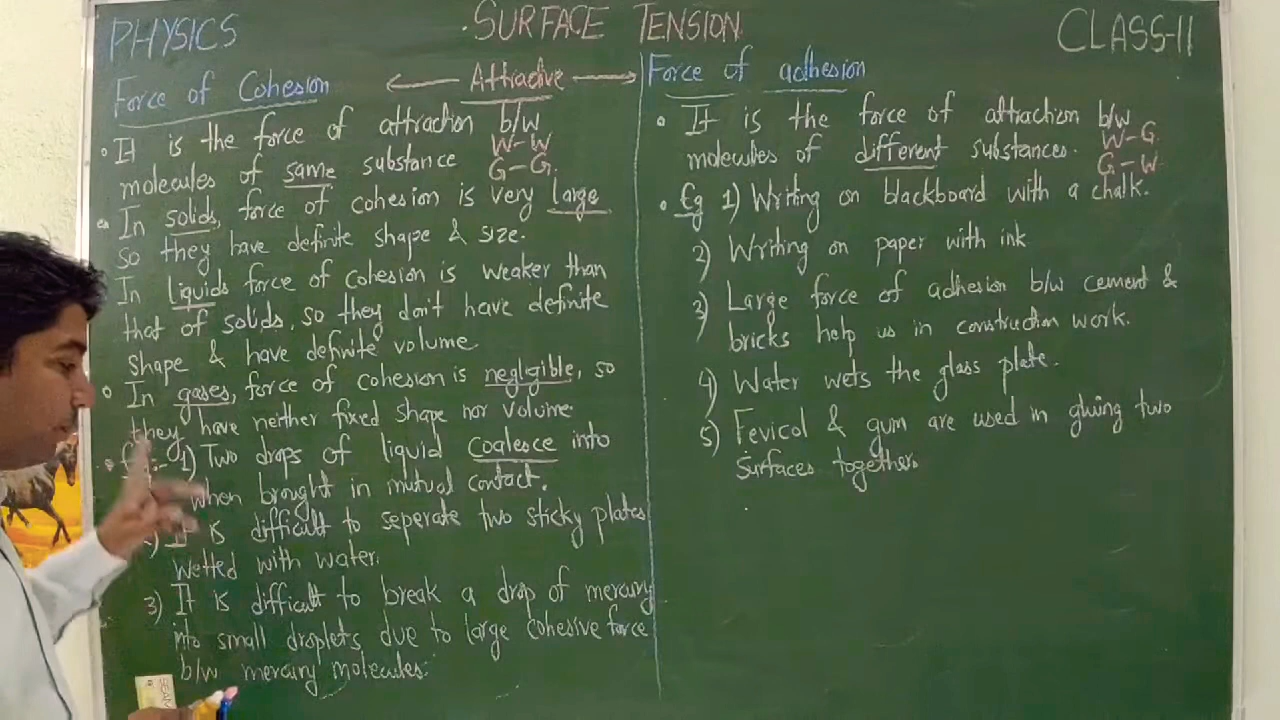 PHYSICS
SURFACE TENSION
CLASS-11
Force of Cohesion
Attractive
Force of adhesion
• It is the force of attraction b/w
W-W
molecules of same substance
G-G
• In solids, force of cohesion is very large
so they have definite shape & size.
In liquids force of cohesion is weaker than
that of solids, so they don't have definite
shape & have definite volume
• In gases, force of cohesion is negligible, so
they have neither fixed shape nor volume
1) Two drops of liquid coalesce into
when brought in mutual contact.
It is difficult to seperate two sticky plates
wetted with water.
3) It is difficult to break a drop of mercury
into small droplets due to large cohesive force
b/w mercury molecules.
• It is the force of attraction b/w
W-G
molecules of different substances.
G-W
• Eg 1) Writing on blackboard with a chalk.
2) Writing on paper with ink
3) Large force of adhesion b/w cement &
bricks help us in construction work.
4) Water wets the glass plate.
5) Fevicol & gum are used in gluing two
surfaces together.